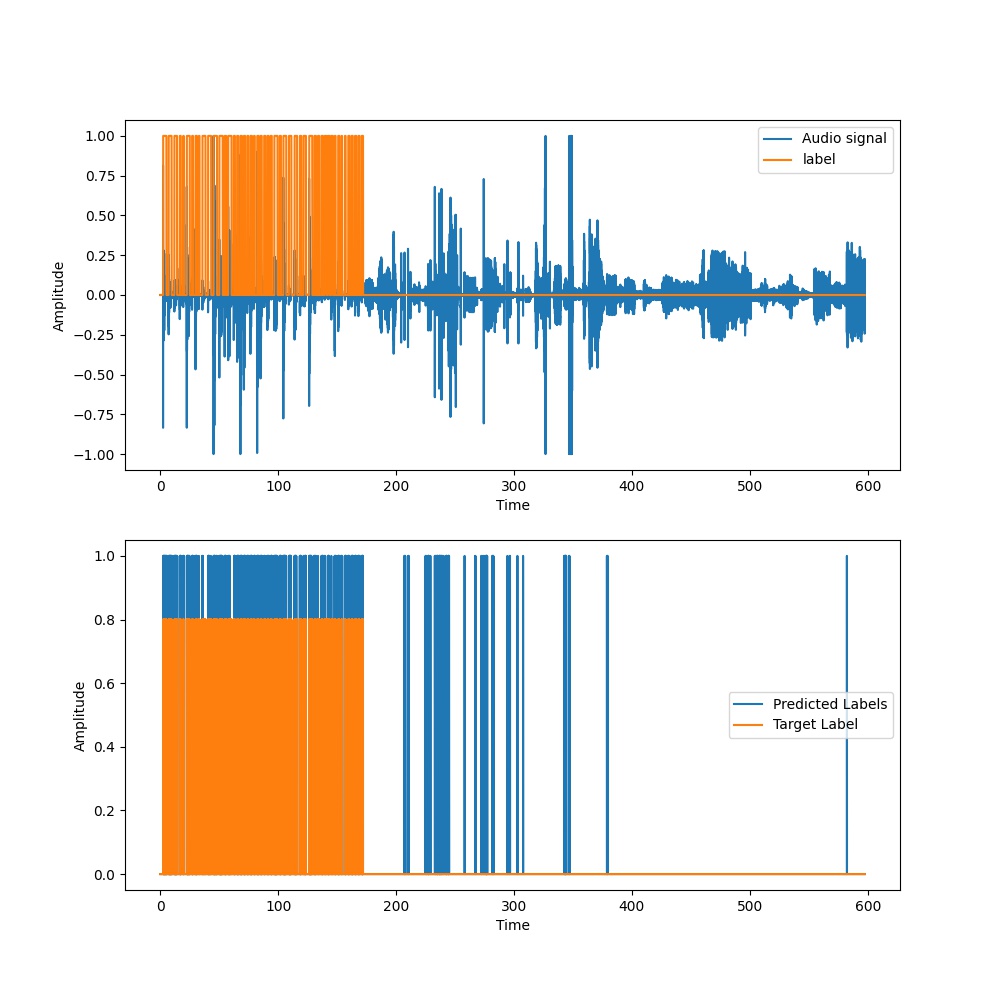 1.00
0.75
0.50
0.25
0.00
−0.25
−0.50
−0.75
−1.00
Amplitude
Audio signal
label
0 100 200 300 400 500 600
Time
1.0
0.8
0.6
0.4
0.2
0.0
Amplitude
Predicted Labels
Target Label
0 100 200 300 400 500 600
Time